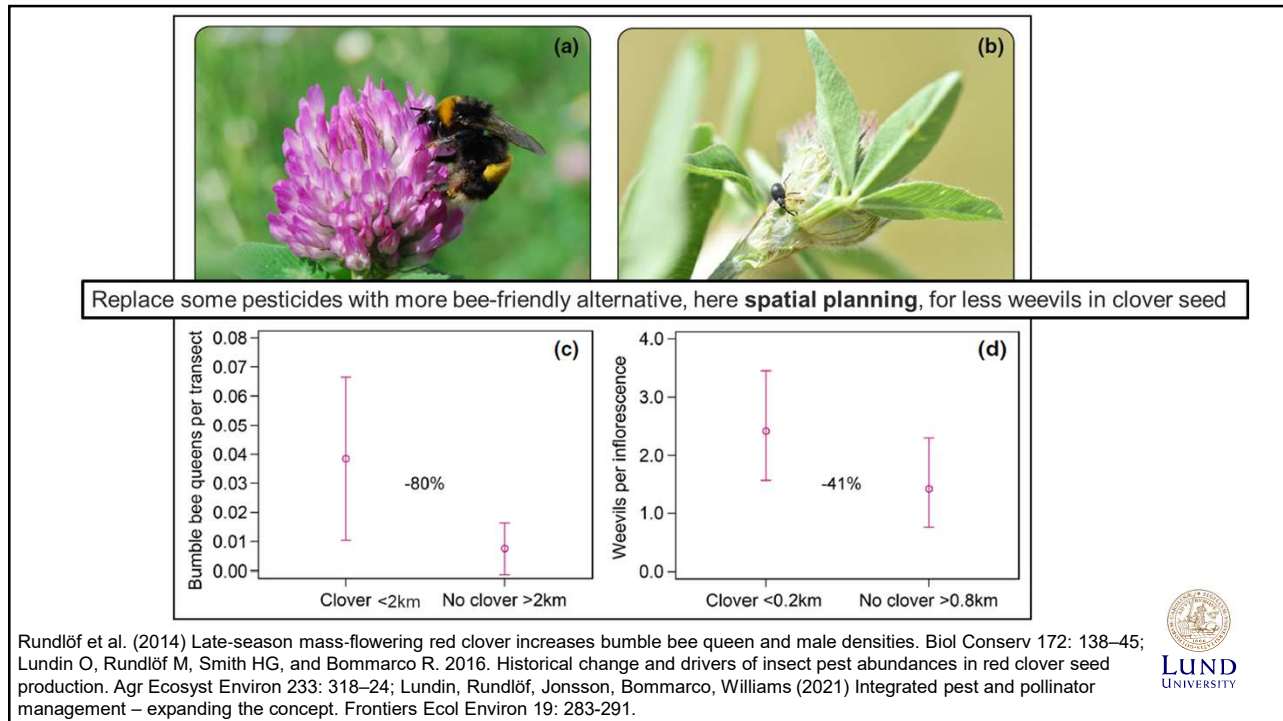 (a)
(b)
Replace some pesticides with more bee-friendly alternative, here spatial planning, for less weevils in clover seed
Bumble bee queens per transect
0.08
0.07
0.06
0.05
0.04
0.03
0.02
0.01
0.00
(c)
-80%
Clover <2km
No clover >2km
Weevils per inflorescence
4.0
3.0
2.0
1.0
0.0
(d)
-41%
Clover <0.2km
No clover >0.8km
Rundlöf et al. (2014) Late-season mass-flowering red clover increases bumble bee queen and male densities. Biol Conserv 172: 138–45;
Lundin O, Rundlöf M, Smith HG, and Bommarco R. 2016. Historical change and drivers of insect pest abundances in red clover seed
production. Agr Ecosyst Environ 233: 318–24; Lundin, Rundlöf, Jonsson, Bommarco, Williams (2021) Integrated pest and pollinator
management – expanding the concept. Frontiers Ecol Environ 19: 283-291.
LUND
UNIVERSITY